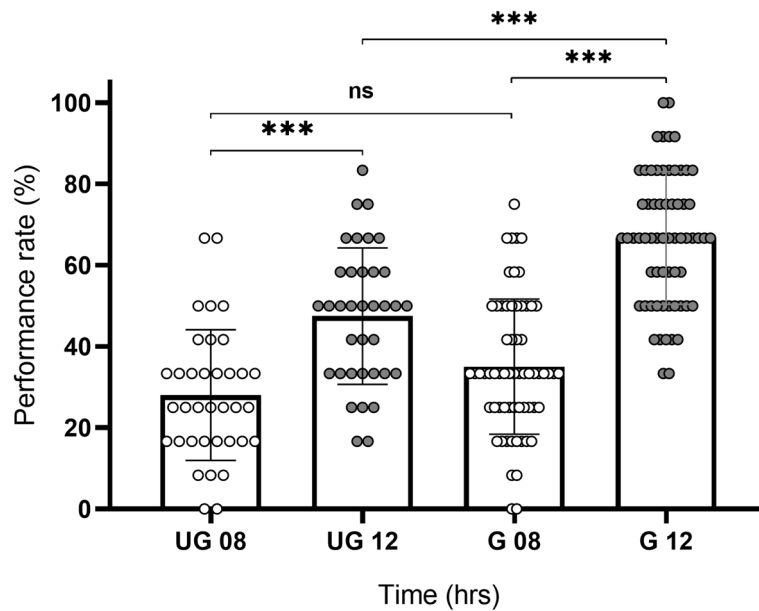 ***
***
ns
***
100
80
60
40
20
0
Performance rate (%)
UG 08 UG 12 G 08 G 12
Time (hrs)